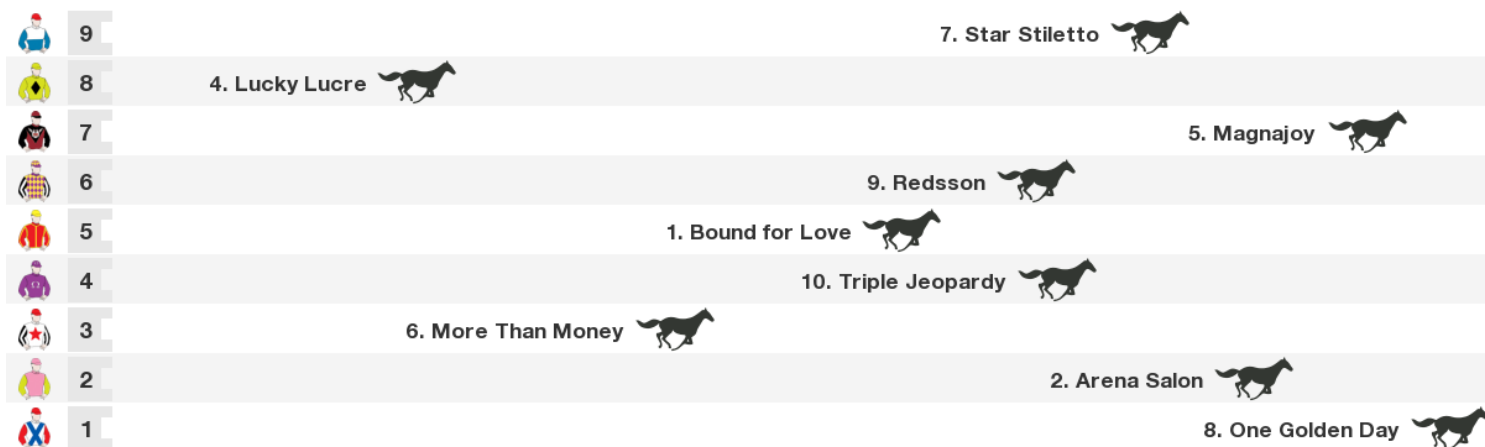 9 7. Star Stiletto
8 4. Lucky Lucre
7 5. Magnajoy
6 9. Redsson
5 1. Bound for Love
4 10. Triple Jeopardy
3 6. More Than Money
2 2. Arena Salon
1 8. One Golden Day